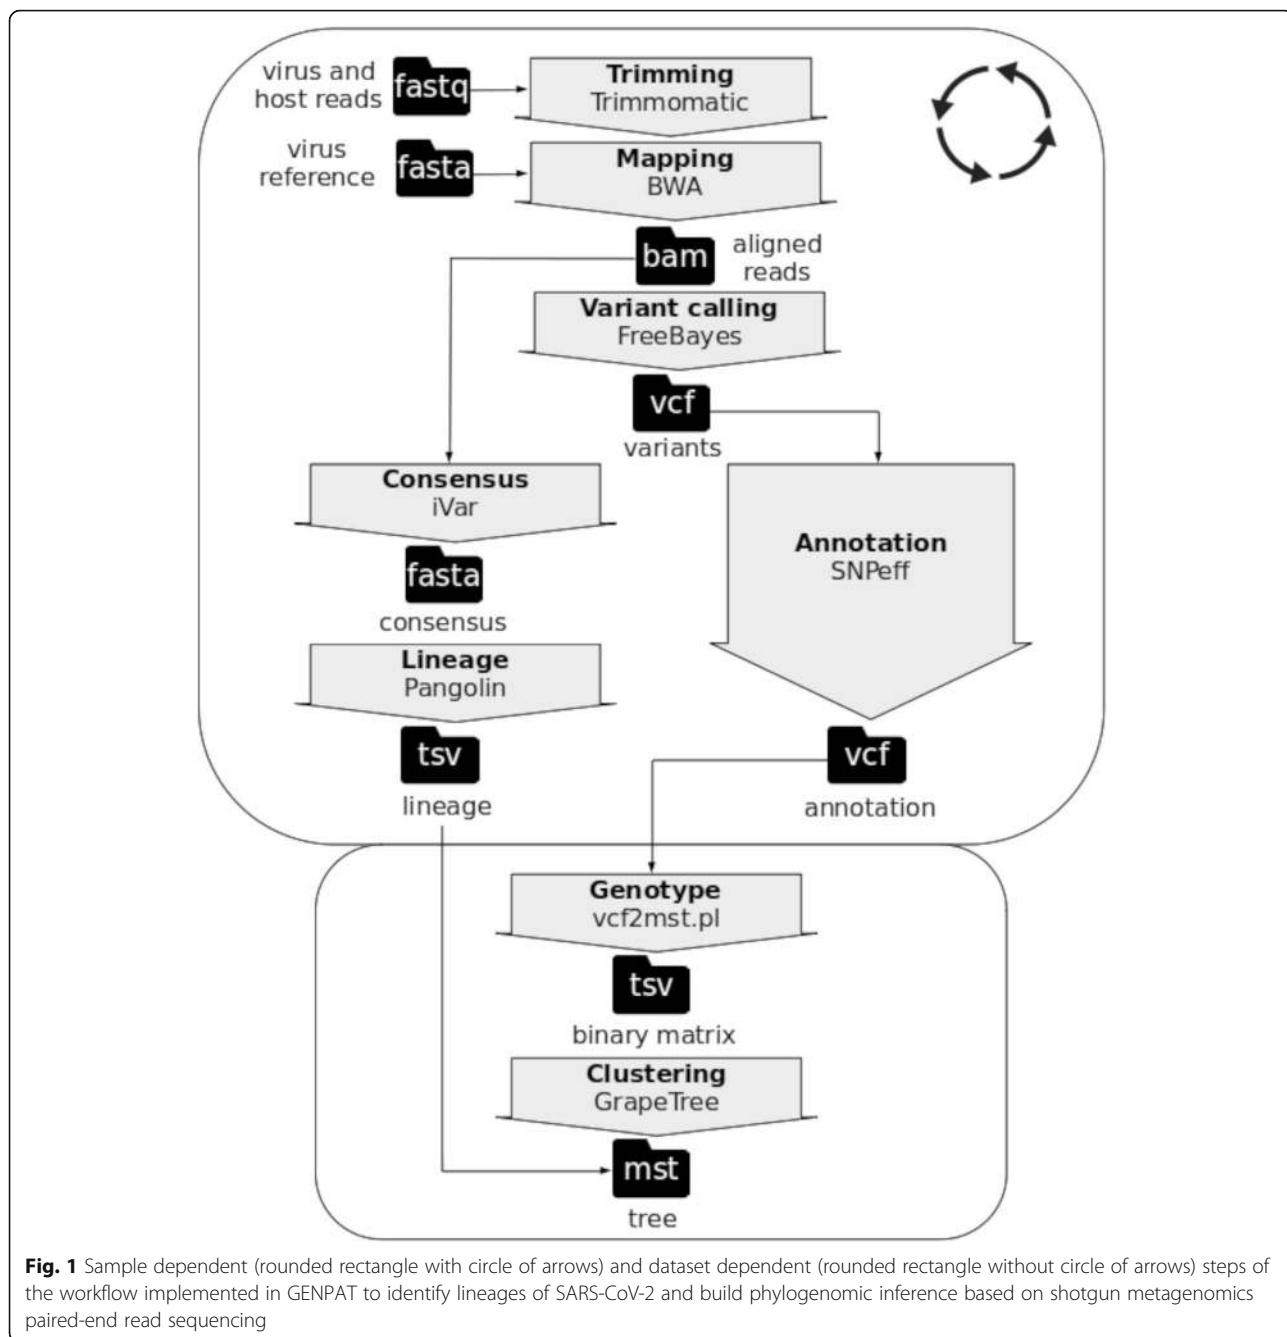 virus and
host reads
fastq
Trimming
Trimmomatic
virus
reference
fasta
Mapping
BWA
bam
aligned
reads
Variant calling
FreeBayes
vcf
variants
Consensus
iVar
fasta
consensus
Annotation
SNPeff
Lineage
Pangolin
tsv
lineage
vcf
annotation
Genotype
vcf2mst.pl
tsv
binary matrix
Clustering
GrapeTree
mst
tree
Fig. 1 Sample dependent (rounded rectangle with circle of arrows) and dataset dependent (rounded rectangle without circle of arrows) steps of
the workflow implemented in GENPAT to identify lineages of SARS-CoV-2 and build phylogenomic inference based on shotgun metagenomics
paired-end read sequencing